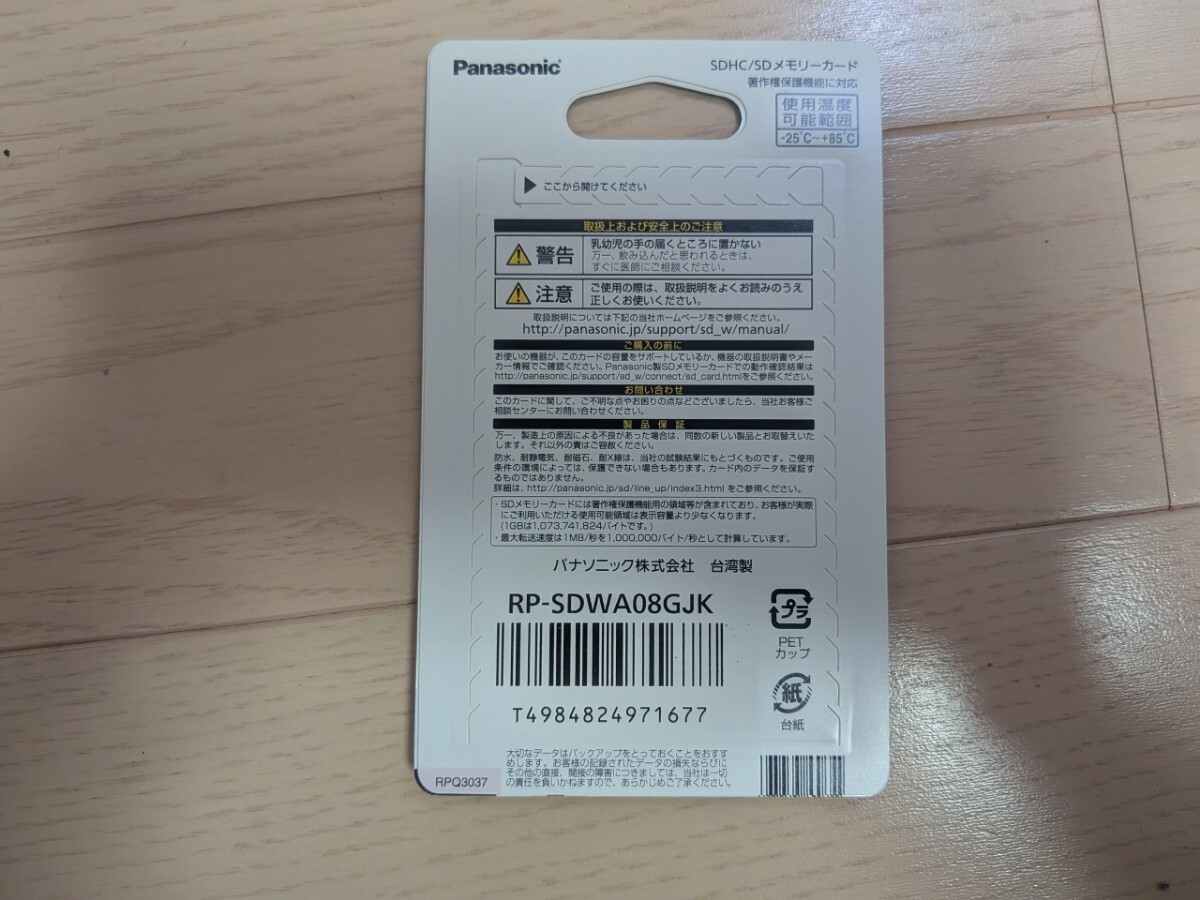 Panasonic
SDHC/SDメモリーカード
著作権保護機能に対応
使用温度
可能範囲
-25℃~+85℃
▶ ここから開けてください
取扱上および安全上のご注意
警告
乳幼児の手の届くところに置かない
万一、飲み込んだと思われるときは、
すぐに医師にご相談ください。
注意
ご使用の際は、取扱説明をよくお読みのうえ
正しくお使いください。
取扱説明については下記の当社ホームページをご参照ください。
http://panasonic.jp/support/sd_w/manual/
ご購入の前に
お使いの機器が、このカードの容量をサポートしているか、機器の取扱説明書やメー
カー情報でご確認ください。Panasonic製SDメモリーカードでの動作確認結果は
http://panasonic.jp/support/sd_w/connect/sd_card.htmlをご参照ください。
お問い合わせ
このカードに関して、ご不明な点やお困りの点などございましたら、当社お客様ご
相談センターにお問い合わせください。
製品保証
万一、製造上の原因による不良があった場合は、同数の新しい製品とお取替えいた
します。それ以外の責はご容赦ください。
防水、耐静電気、耐磁石、耐X線は、当社の試験結果にもとづくものです。ご使用
条件の環境によっては、保護できない場合もあります。カード内のデータを保証す
るものではありません。
詳細は、http://panasonic.jp/sd/line_up/index3.html をご参照ください。
・SDメモリーカードには著作権保護機能用の領域等が含まれており、お客様が実際
にご利用いただける使用可能領域は表示容量より少なくなります。
(1GBは1,073,741,824バイトです。)
・最大転送速度は1MB/秒を1,000,000バイト/秒として計算しています。
パナソニック株式会社 台湾製
RP-SDWA08GJK
T4984824971677
プラ
PET
カップ
紙
台紙
大切なデータはバックアップをとっておくことをおすす
めします。お客様の記録されたデータの損失ならびに
その他の直接、間接の障害につきましては、当社は一切
の責任を負いかねますので、あらかじめご了承ください。
RPQ3037